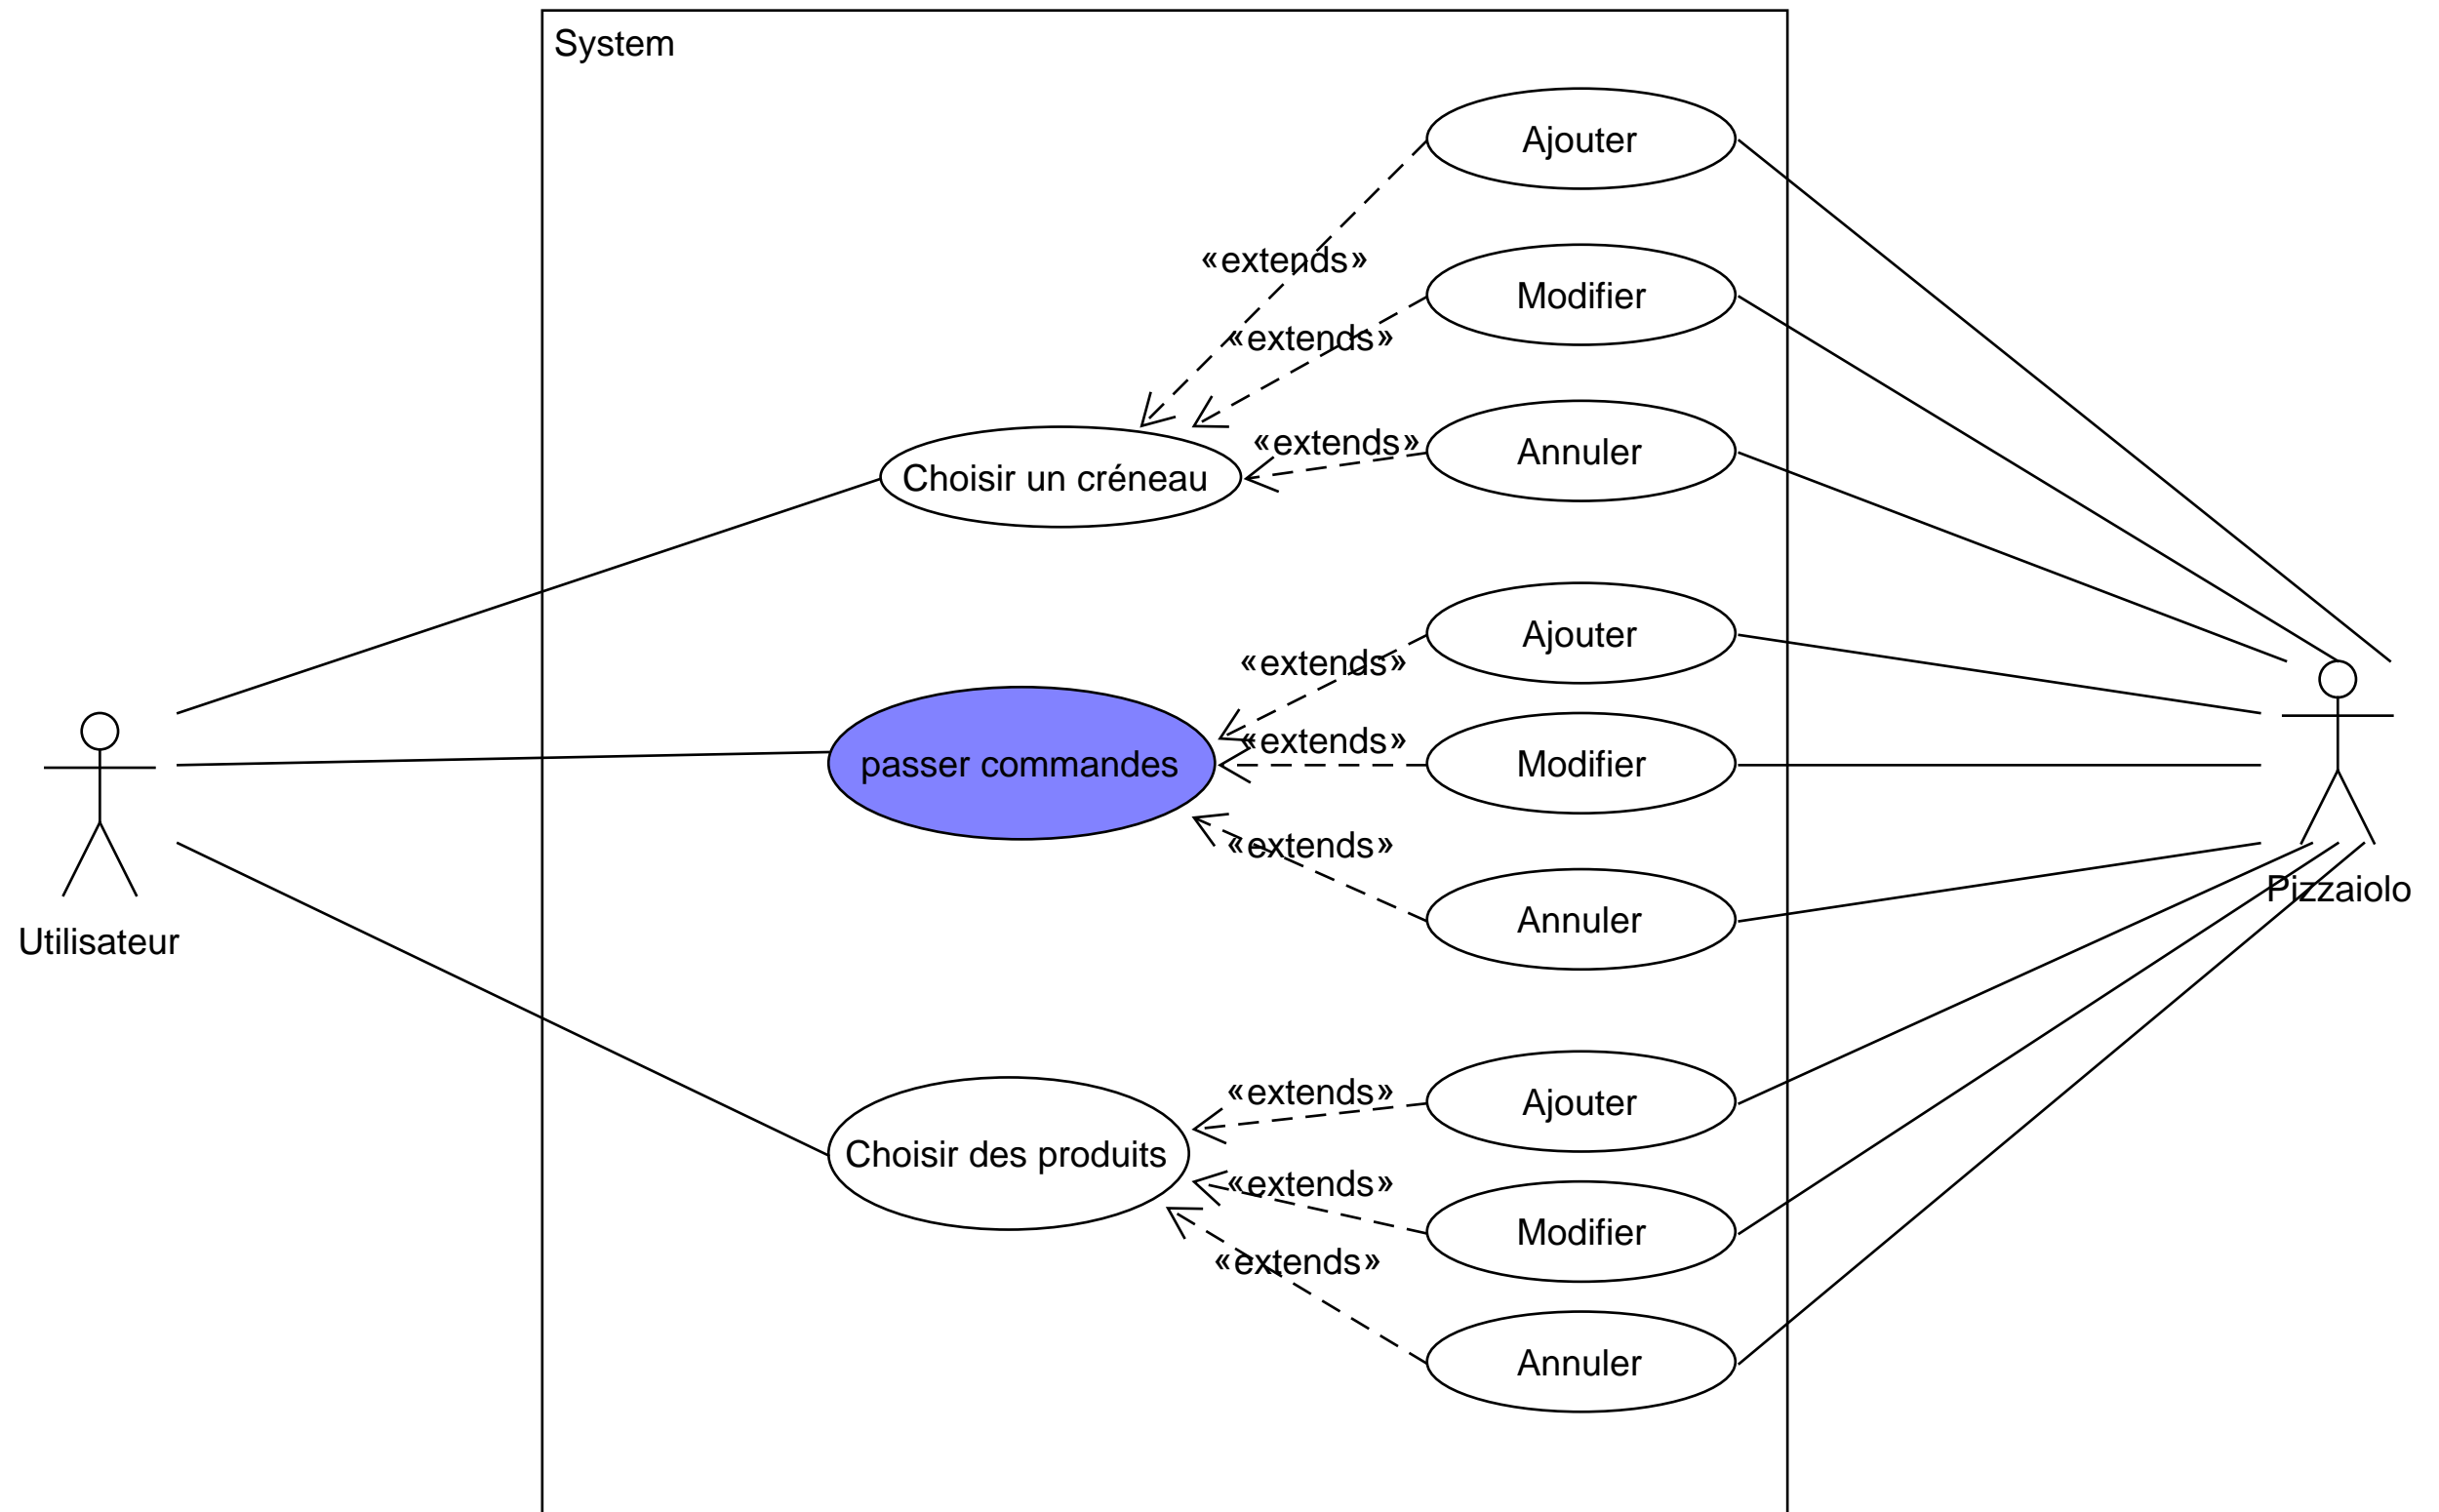 System
Ajouter
«extends»
Modifier
«extends»
Annuler
«extends»
Choisir un créneau
Ajouter
«extends»
Modifier
«extends»
passer commandes
«extends»
Annuler
Utilisateur
Pizzaiolo
Ajouter
«extends»
Choisir des produits
«extends»
Modifier
«extends»
Annuler